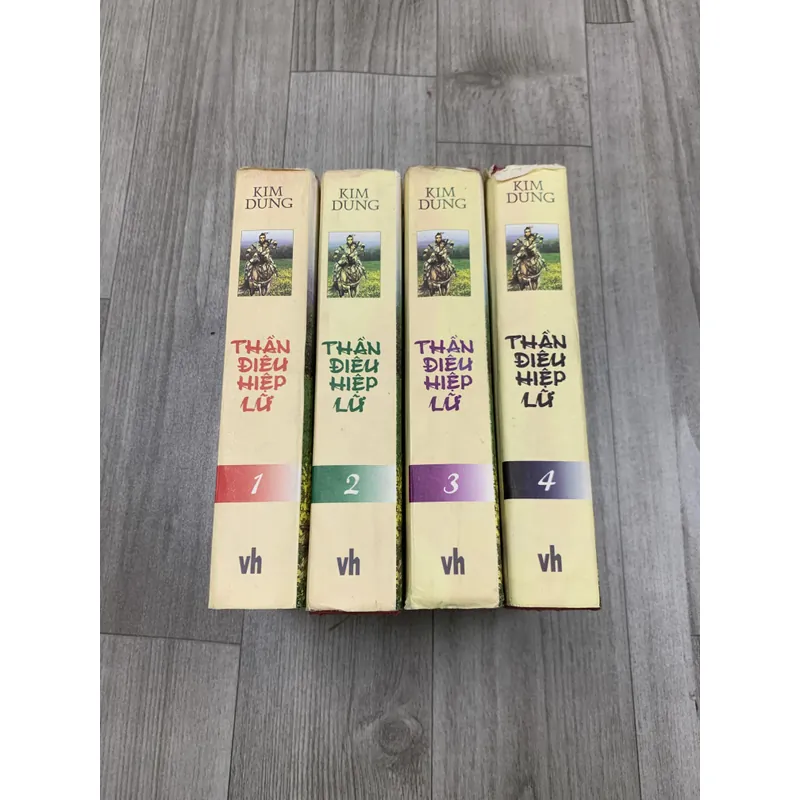 KIM
DUNG
THẦN
ĐIÊU
HIỆP
LỮ
1
vh
KIM
DUNG
THẦN
ĐIÊU
HIỆP
LỮ
2
vh
KIM
DUNG
THẦN
ĐIÊU
HIỆP
LỮ
3
vh
KIM
DUNG
THẦN
ĐIÊU
HIỆP
LỮ
4
vh